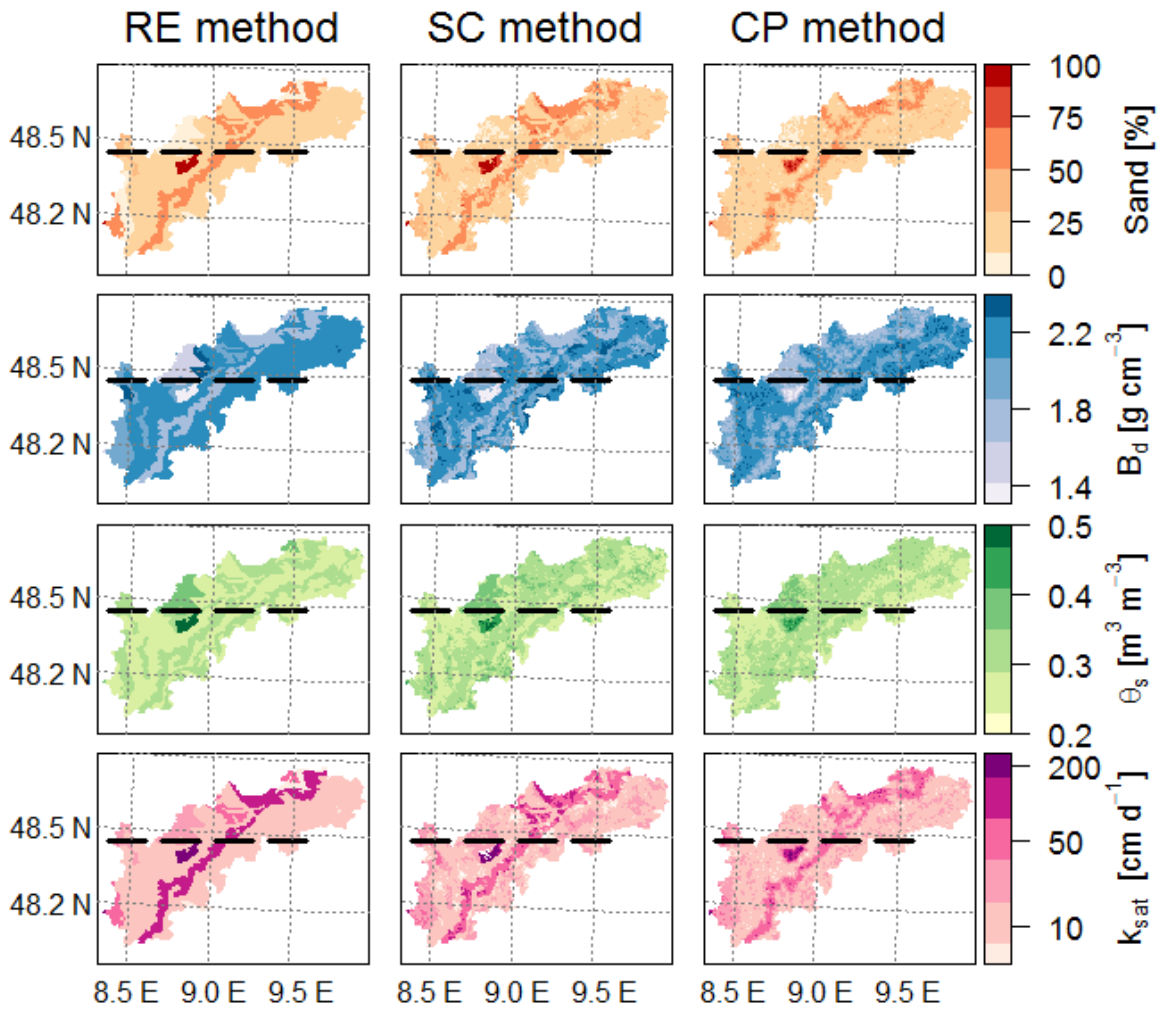 RE method SC method CP method
48.5 N
48.2 N
100
75
50
25
0
Sand [%]
48.5 N
48.2 N
2.2
1.8
1.4
B_d [g cm⁻³]
48.5 N
48.2 N
0.5
0.4
0.3
0.2
θ_s [m³ m⁻³]
48.5 N
48.2 N
200
50
10
k_sat [cm d⁻¹]
8.5 E 9.0 E 9.5 E 8.5 E 9.0 E 9.5 E 8.5 E 9.0 E 9.5 E